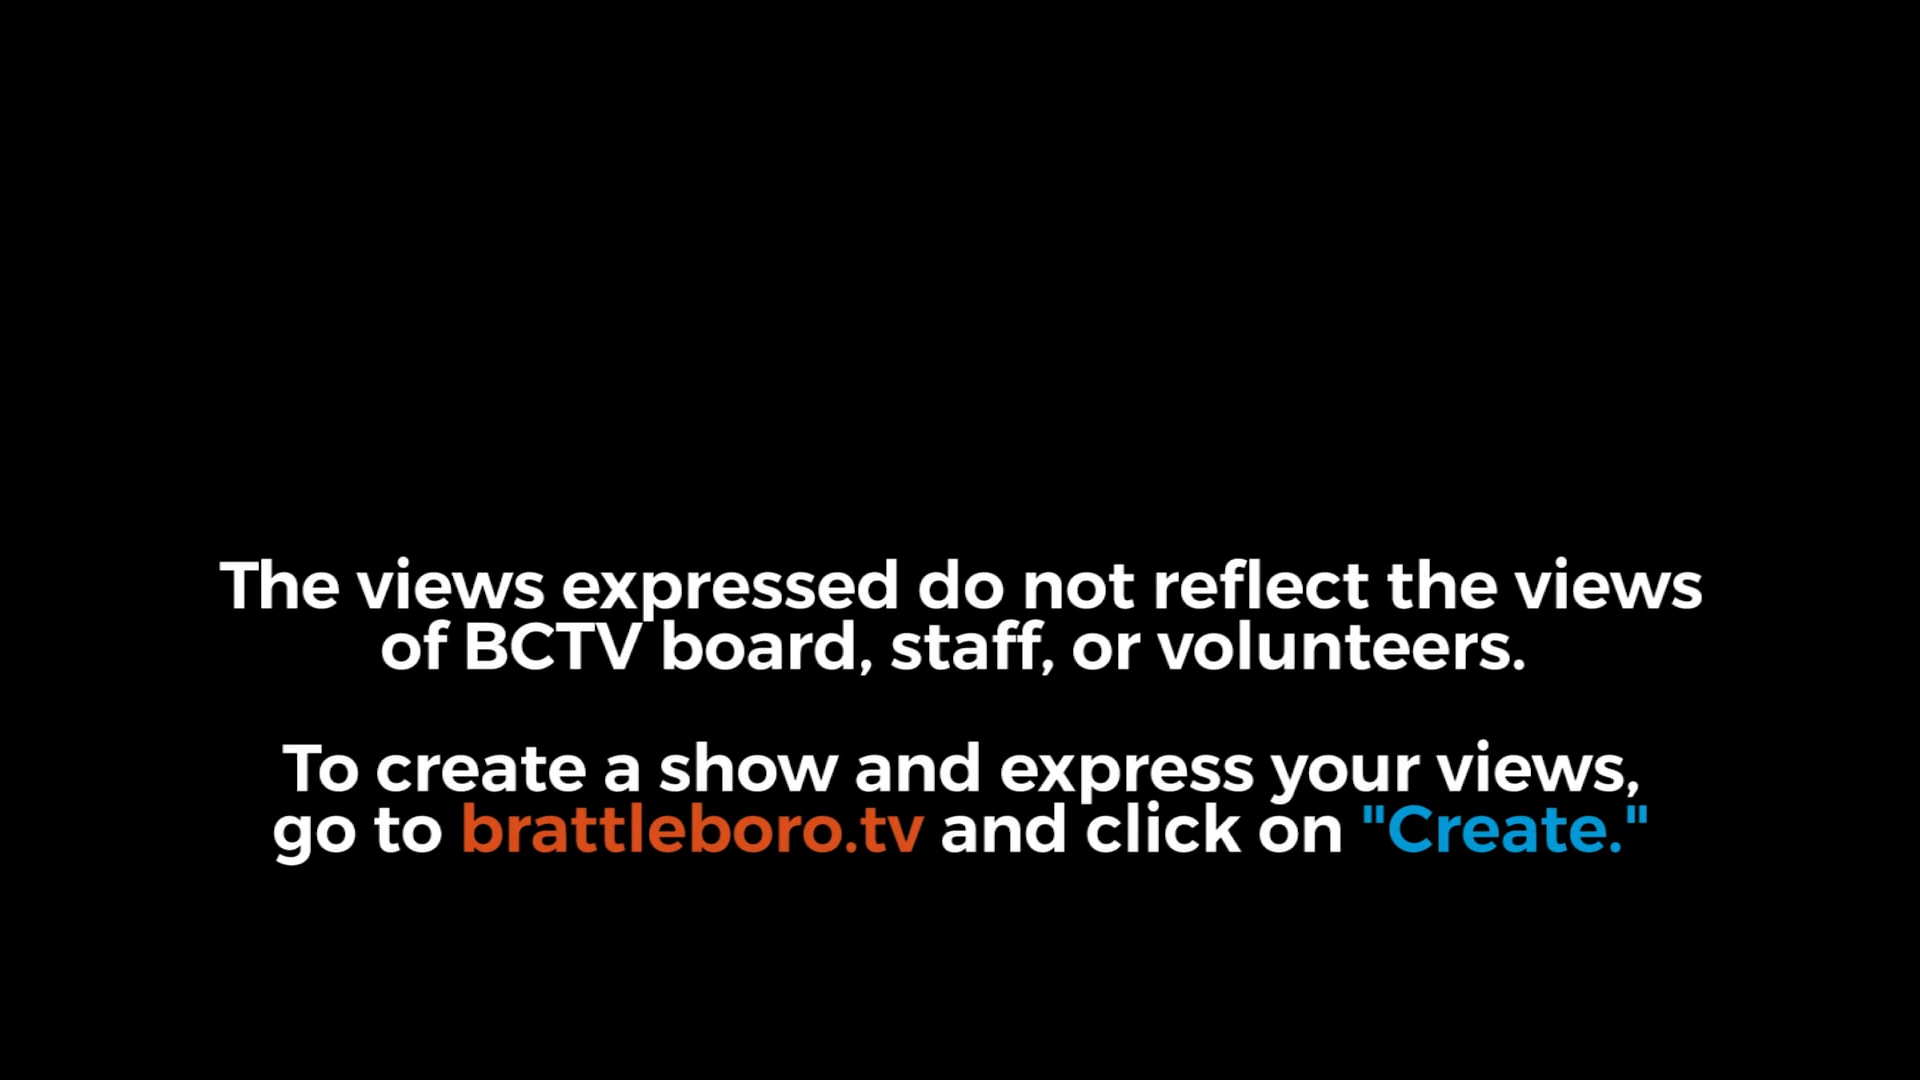 The views expressed do not reflect the views
of BCTV board, staff, or volunteers.
To create a show and express your views,
go to brattleboro.tv and click on "Create."